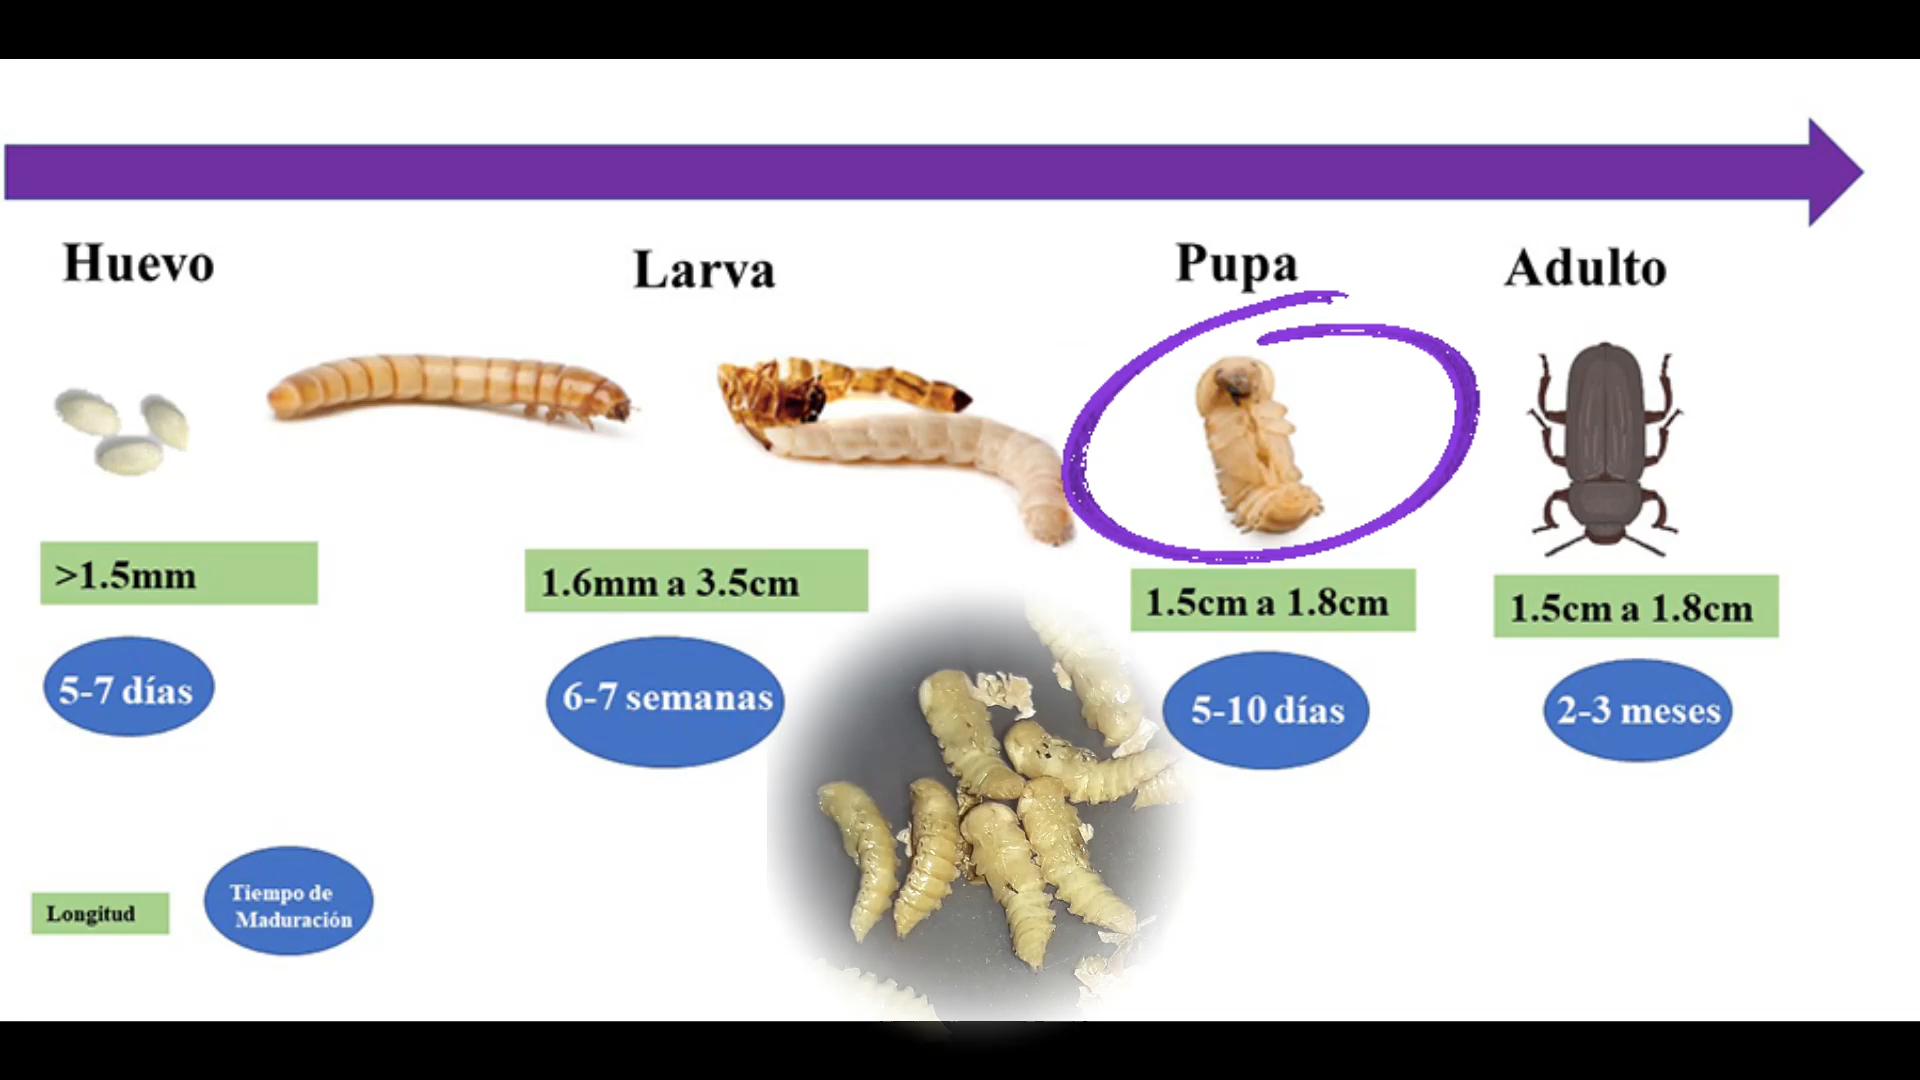 Huevo
Larva
Pupa
Adulto
>1.5mm
1.6mm a 3.5cm
1.5cm a 1.8cm
1.5cm a 1.8cm
5-7 días
6-7 semanas
5-10 días
2-3 meses
Longitud
Tiempo de
Maduración